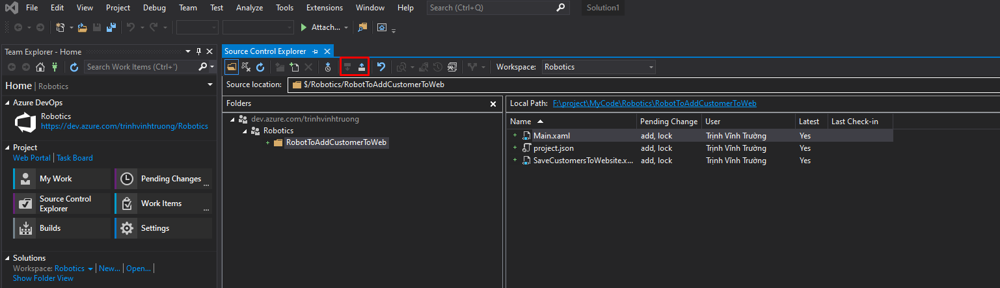 File Edit View Project Debug Team Test Analyze Tools Extensions Window Help Search (Ctrl+Q) Solution1
Attach...
Team Explorer - Home
Search Work Items (Ctrl+')
Home | Robotics
Azure DevOps
Robotics
https://dev.azure.com/trinhvinhtruong/Robotics
Project
Web Portal | Task Board
My Work
Pending Changes
...
Source Control
Explorer
Work Items
...
Builds
Settings
Solutions
Workspace: Robotics | New... | Open... |
Show Folder View
Source Control Explorer
Workspace: Robotics
Source location: $/Robotics/RobotToAddCustomerToWeb
Folders
dev.azure.com/trinhvinhtruong
Robotics
RobotToAddCustomerToWeb
Local Path: F:\project\MyCode\Robotics\RobotToAddCustomerToWeb
Name Pending Change User Latest Last Check-in
Main.xaml add, lock Trịnh Vĩnh Trường Yes
project.json add, lock Trịnh Vĩnh Trường Yes
SaveCustomersToWebsite.x... add, lock Trịnh Vĩnh Trường Yes